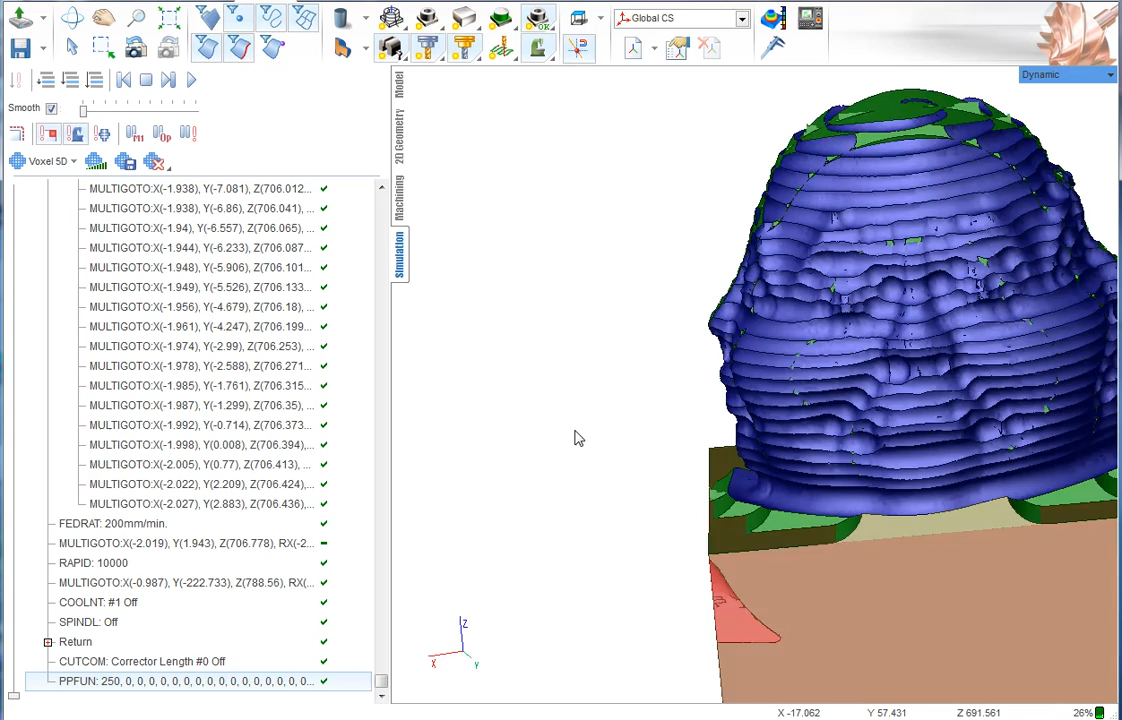 Global CS
OK
Dynamic
Smooth
M1
Op
Voxel 5D
Model
2D Geometry
Machining
Simulation
MULTIGOTO:X(-1.938), Y(-7.081), Z(706.012...
MULTIGOTO:X(-1.938), Y(-6.86), Z(706.041), ...
MULTIGOTO:X(-1.94), Y(-6.557), Z(706.065), ...
MULTIGOTO:X(-1.944), Y(-6.233), Z(706.087...
MULTIGOTO:X(-1.948), Y(-5.906), Z(706.101...
MULTIGOTO:X(-1.949), Y(-5.526), Z(706.133...
MULTIGOTO:X(-1.956), Y(-4.679), Z(706.18), ...
MULTIGOTO:X(-1.961), Y(-4.247), Z(706.199...
MULTIGOTO:X(-1.974), Y(-2.99), Z(706.253), ...
MULTIGOTO:X(-1.978), Y(-2.588), Z(706.271...
MULTIGOTO:X(-1.985), Y(-1.761), Z(706.315...
MULTIGOTO:X(-1.987), Y(-1.299), Z(706.35), ...
MULTIGOTO:X(-1.992), Y(-0.714), Z(706.373...
MULTIGOTO:X(-1.998), Y(0.008), Z(706.394), ...
MULTIGOTO:X(-2.005), Y(0.77), Z(706.413), ...
MULTIGOTO:X(-2.022), Y(2.209), Z(706.424), ...
MULTIGOTO:X(-2.027), Y(2.883), Z(706.436), ...
FEDRAT: 200mm/min.
MULTIGOTO:X(-2.019), Y(1.943), Z(706.778), RX(-2...
RAPID: 10000
MULTIGOTO:X(-0.987), Y(-222.733), Z(788.56), RX(...
COOLNT: #1 Off
SPINDL: Off
Return
CUTCOM: Corrector Length #0 Off
PPFUN: 250, 0, 0, 0, 0, 0, 0, 0, 0, 0, 0, 0, 0, 0, 0, 0...
Z
X
Y
X -17.062 Y 57.431 Z 691.561 26%